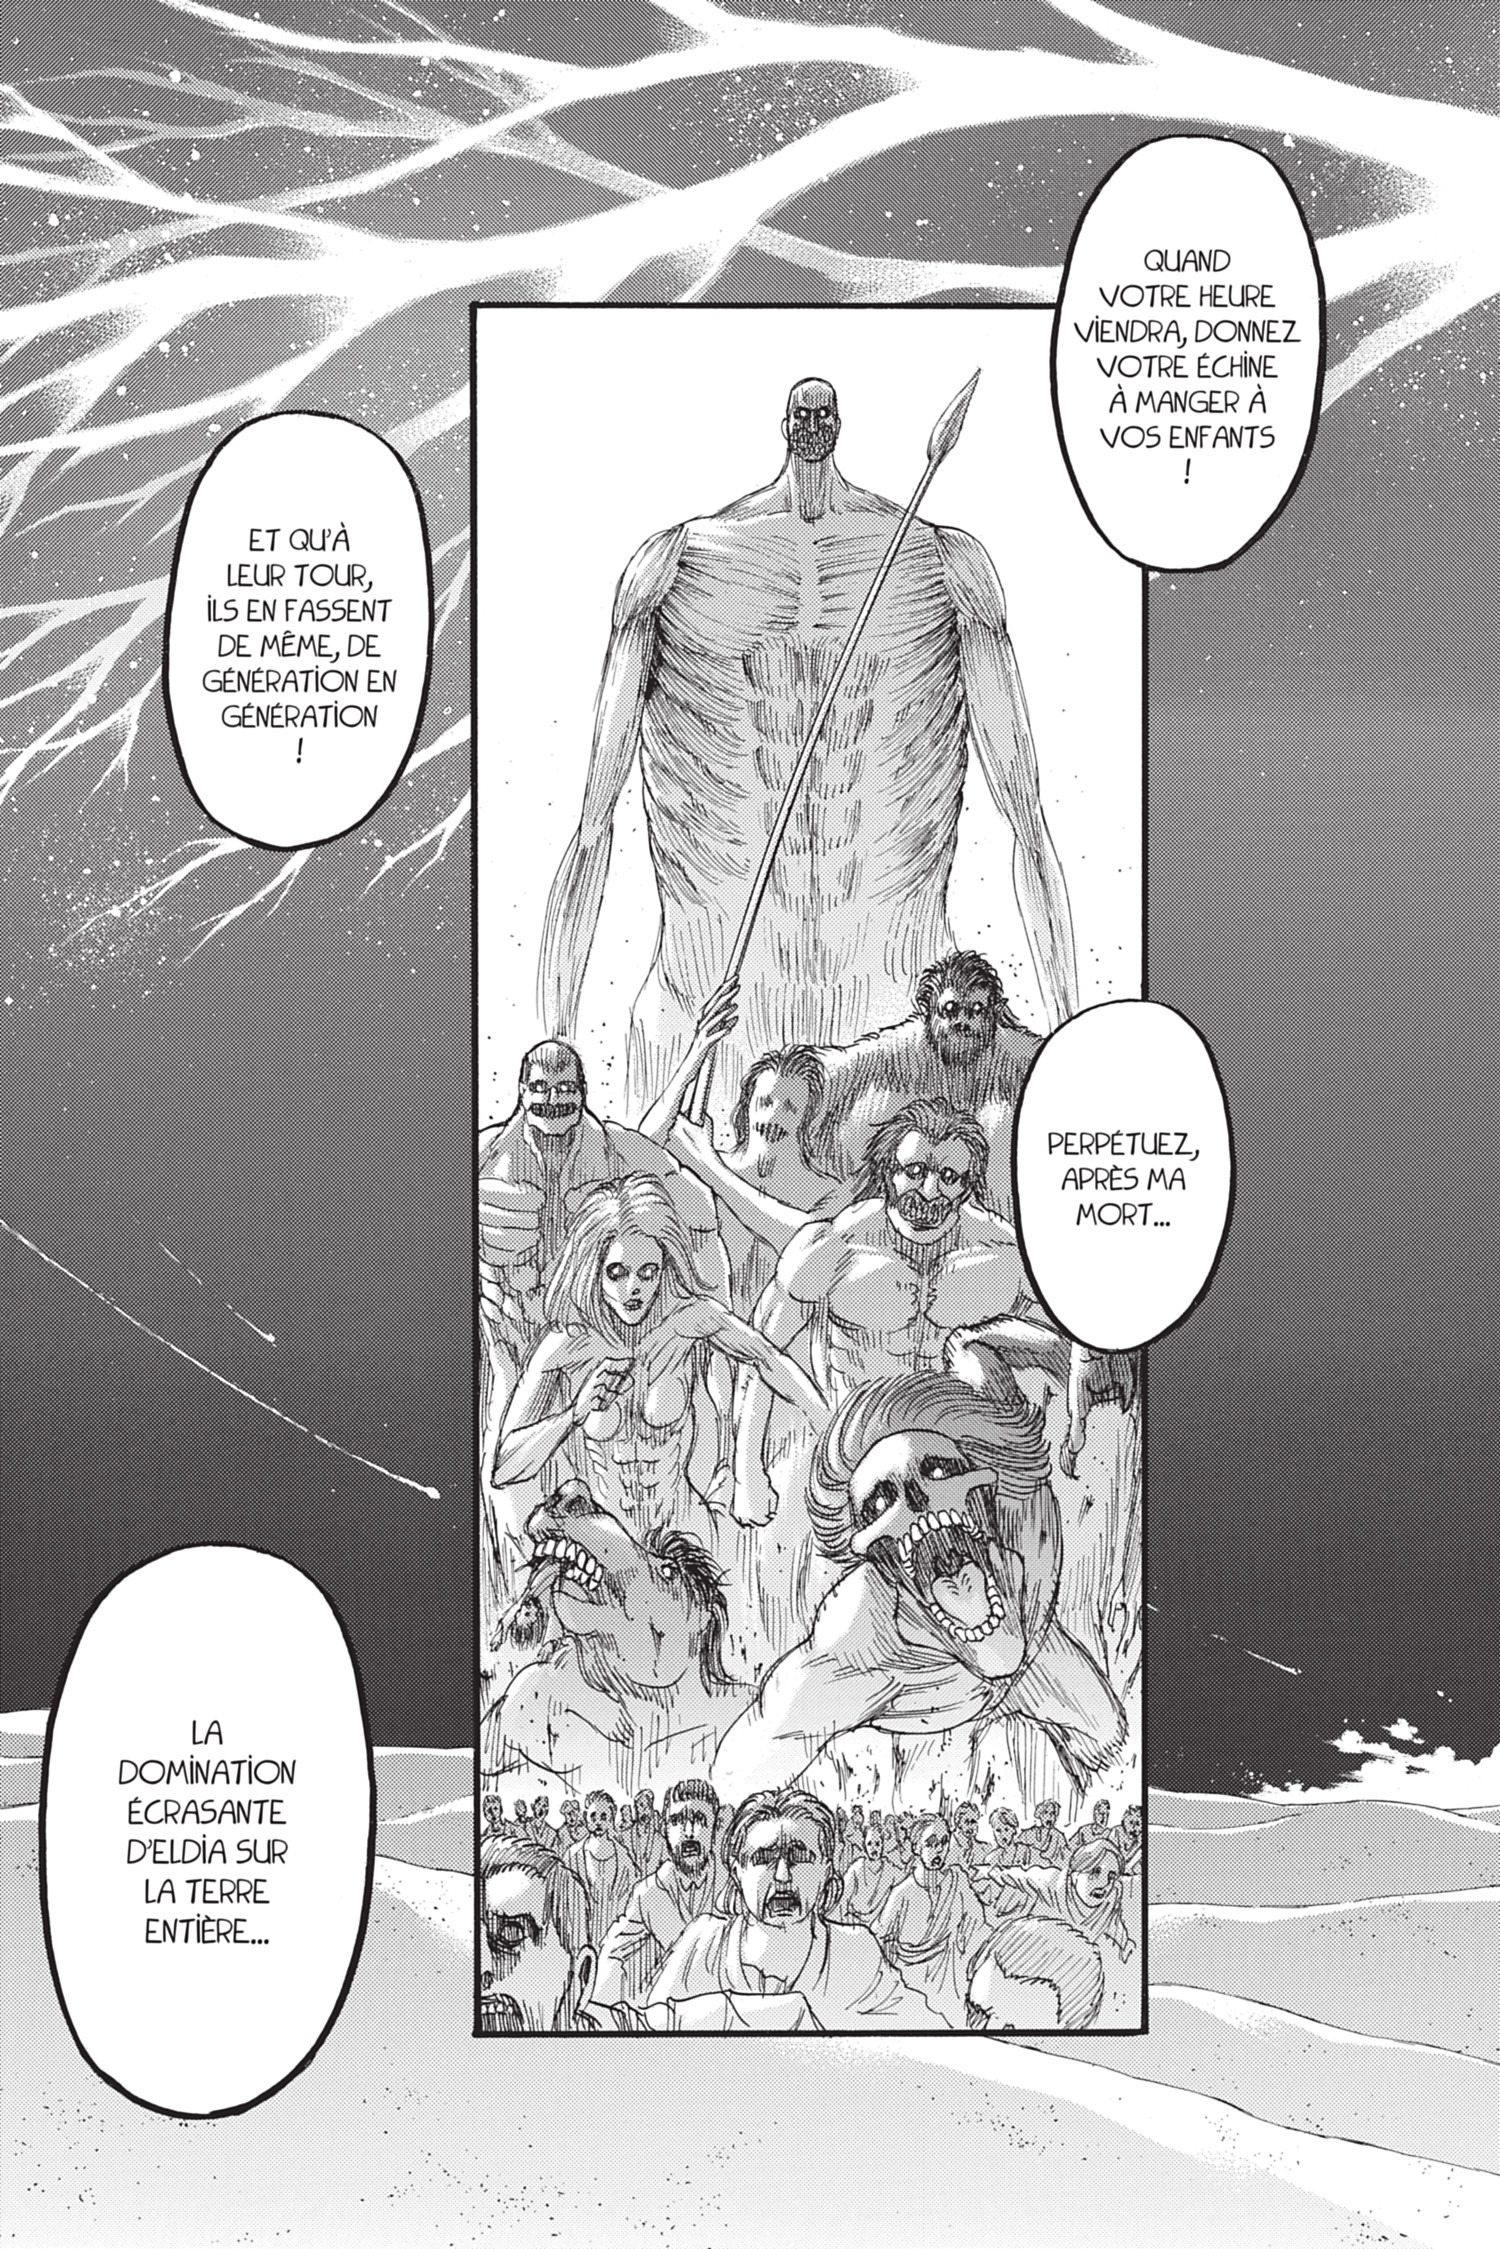 QUAND
VOTRE HEURE
VIENDRA, DONNEZ
VOTRE ÉCHINE
À MANGER À
VOS ENFANTS
!
ET QU'À
LEUR TOUR,
ILS EN FASSENT
DE MÊME, DE
GÉNÉRATION EN
GÉNÉRATION
!
PERPÉTUEZ,
APRÈS MA
MORT...
LA
DOMINATION
ÉCRASANTE
D'ELDIA SUR
LA TERRE
ENTIÈRE...